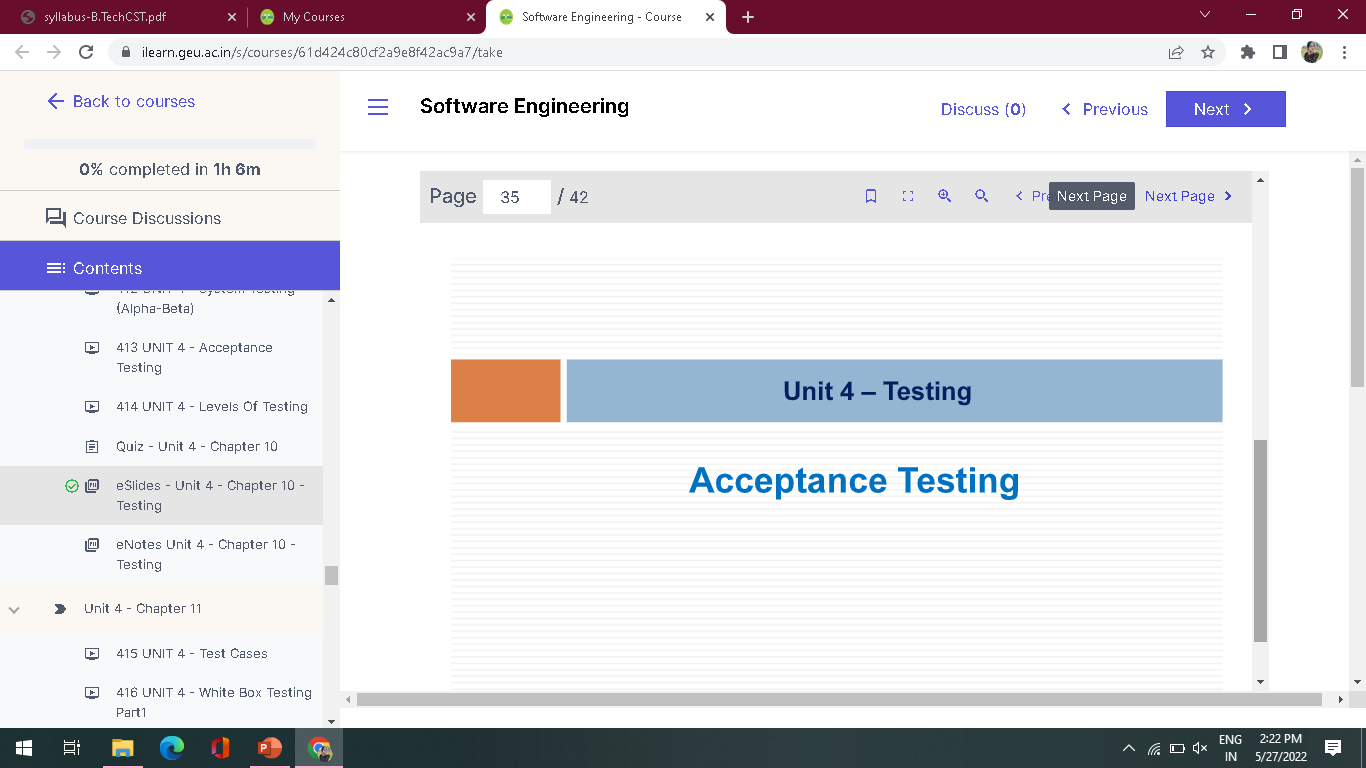 syllabus-B.TechCST.pdf
My Courses
Software Engineering - Course
ilearn.geu.ac.in/s/courses/61d424c80cf2a9e8f42ac9a7/take
Back to courses
0% completed in 1h 6m
Course Discussions
Contents
(Alpha-Beta)
413 UNIT 4 - Acceptance
Testing
414 UNIT 4 - Levels Of Testing
Quiz - Unit 4 - Chapter 10
eSlides - Unit 4 - Chapter 10 -
Testing
eNotes Unit 4 - Chapter 10 -
Testing
Unit 4 - Chapter 11
415 UNIT 4 - Test Cases
416 UNIT 4 - White Box Testing
Part1
Software Engineering
Discuss (0)
Previous
Next
Page 35 / 42
Next Page
Next Page
Unit 4 – Testing
Acceptance Testing
ENG
IN
2:22 PM
5/27/2022